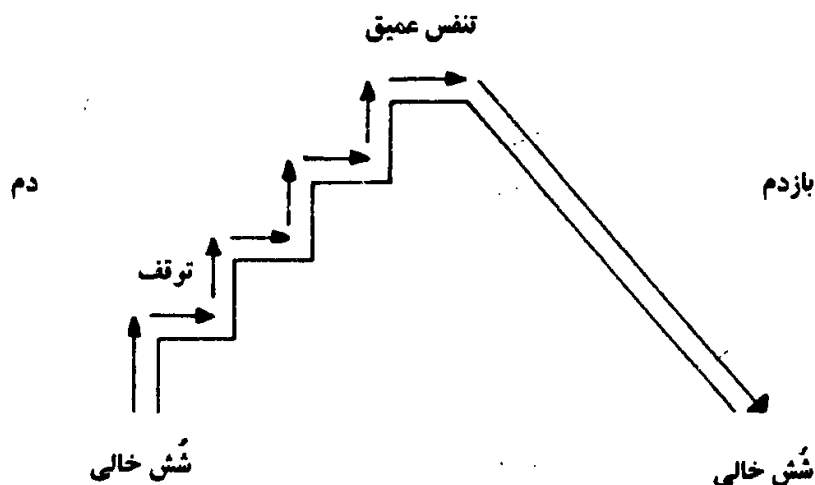 تنفس عمیق
بازدم
دم
توقف
شُش خالی
شُش خالی